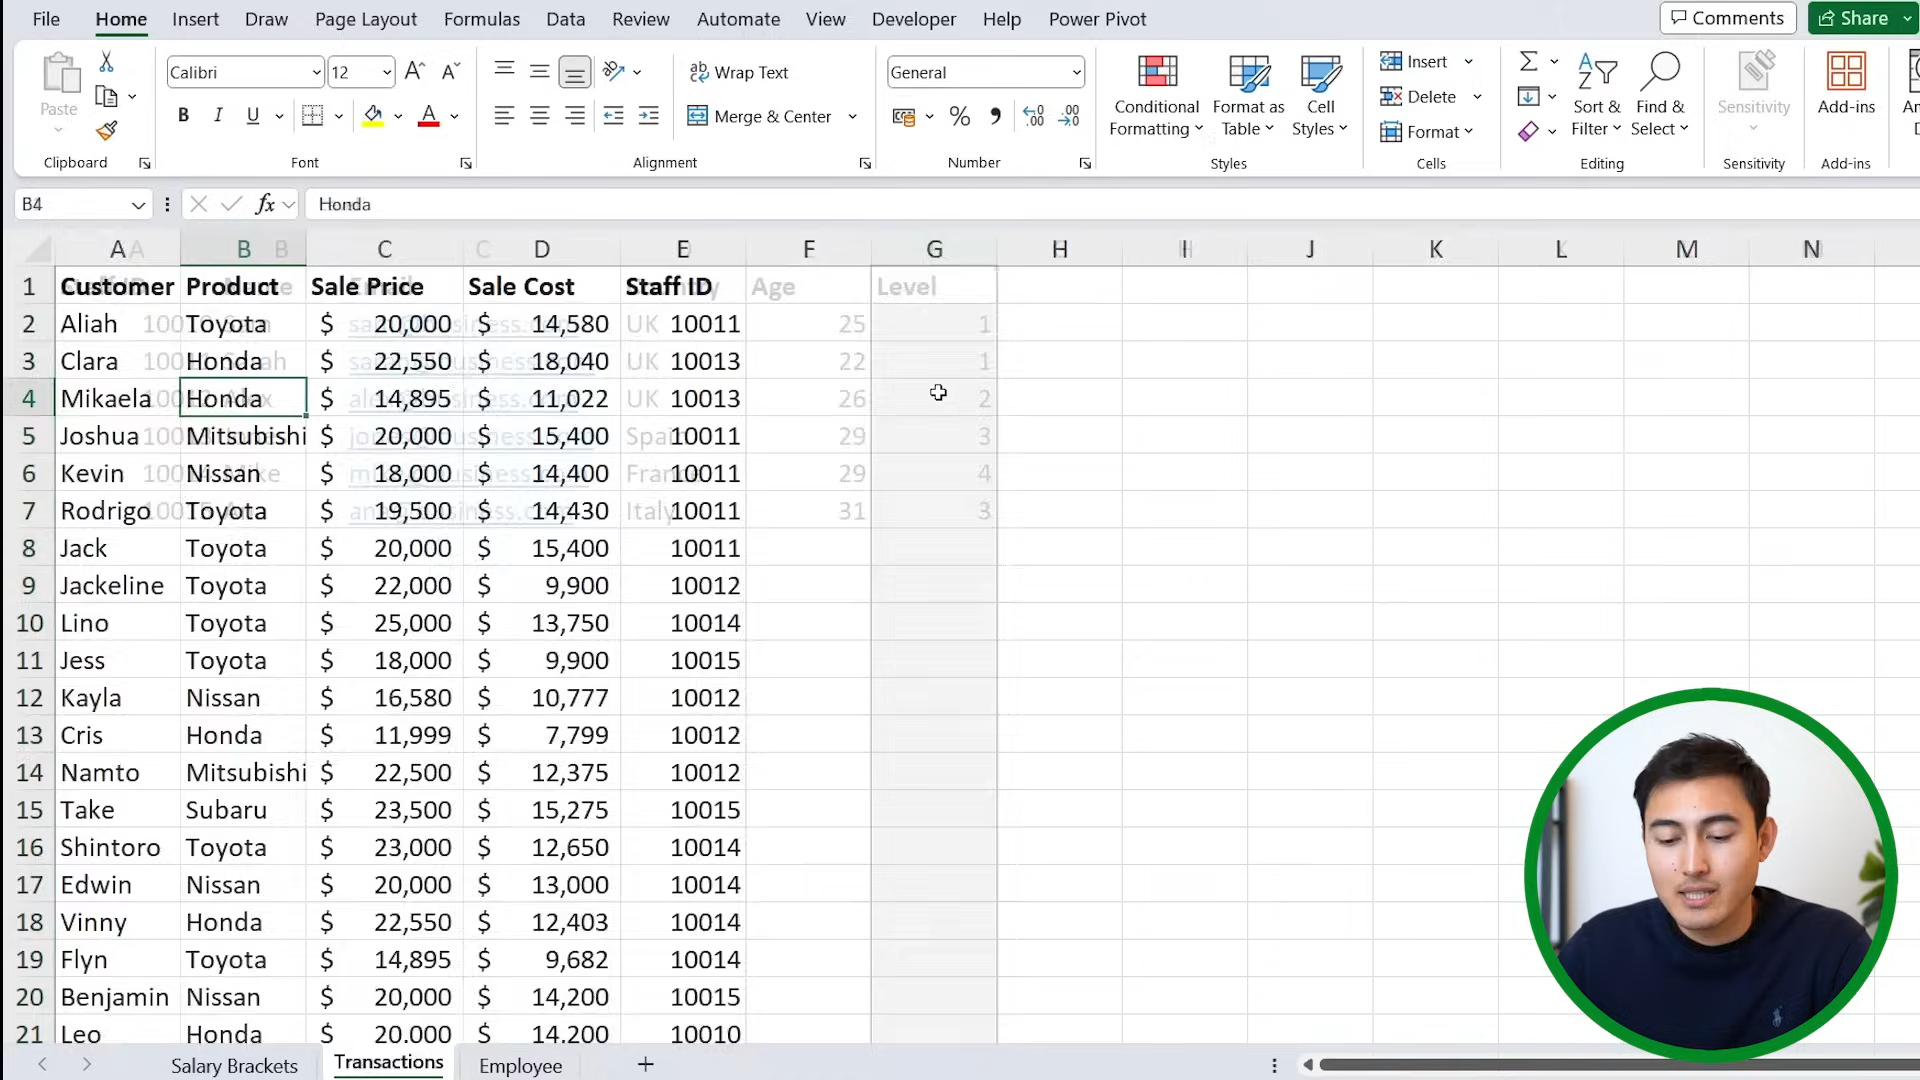 File Home Insert Draw Page Layout Formulas Data Review Automate View Developer Help Power Pivot Comments Share
Calibri 12 Wrap Text General Insert
Paste Conditional Formatting Format as Table Cell Styles Delete Sort & Filter Find & Select Sensitivity Add-ins
B I U Merge & Center % Format
Clipboard Font Alignment Number Styles Cells Editing Sensitivity Add-ins
B4 fx Honda
A B C D E F G H I J K L M N
1 Customer Product Sale Price Sale Cost Staff ID Age Level
2 Aliah Toyota $ 20,000 $ 14,580 UK 10011 25 1
3 Clara Honda $ 22,550 $ 18,040 UK 10013 22 1
4 Mikaela Honda $ 14,895 $ 11,022 UK 10013 26 2
5 Joshua Mitsubishi $ 20,000 $ 15,400 Spain 10011 29 3
6 Kevin Nissan $ 18,000 $ 14,400 France 10011 29 4
7 Rodrigo Toyota $ 19,500 $ 14,430 Italy 10011 31 3
8 Jack Toyota $ 20,000 $ 15,400 10011
9 Jackeline Toyota $ 22,000 $ 9,900 10012
10 Lino Toyota $ 25,000 $ 13,750 10014
11 Jess Toyota $ 18,000 $ 9,900 10015
12 Kayla Nissan $ 16,580 $ 10,777 10012
13 Cris Honda $ 11,999 $ 7,799 10012
14 Namto Mitsubishi $ 22,500 $ 12,375 10012
15 Take Subaru $ 23,500 $ 15,275 10015
16 Shintoro Toyota $ 23,000 $ 12,650 10014
17 Edwin Nissan $ 20,000 $ 13,000 10014
18 Vinny Honda $ 22,550 $ 12,403 10014
19 Flyn Toyota $ 14,895 $ 9,682 10014
20 Benjamin Nissan $ 20,000 $ 14,200 10015
21 Leo Honda $ 20,000 $ 14,200 10010
Salary Brackets Transactions Employee